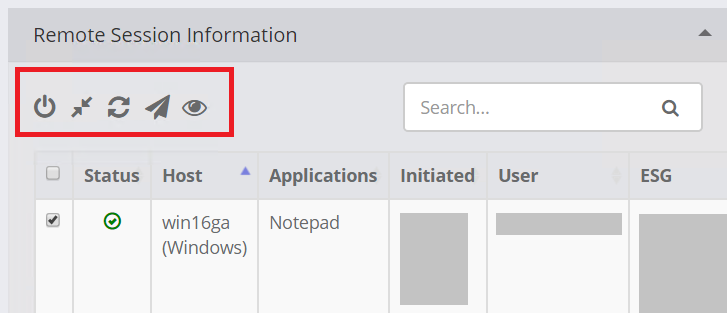 Remote Session Information
Search...
Status Host Applications Initiated User ESG
win16ga Notepad
(Windows)